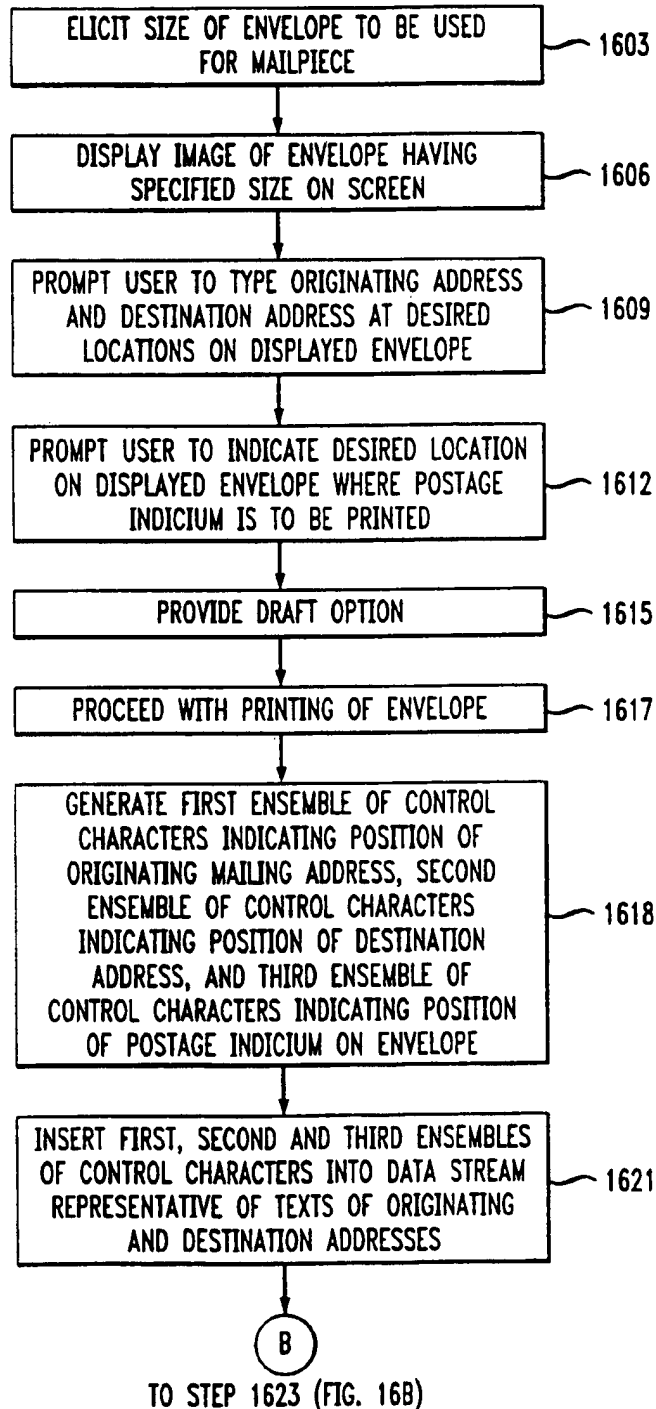 ELICIT SIZE OF ENVELOPE TO BE USED
FOR MAILPIECE
1603
DISPLAY IMAGE OF ENVELOPE HAVING
SPECIFIED SIZE ON SCREEN
1606
PROMPT USER TO TYPE ORIGINATING ADDRESS
AND DESTINATION ADDRESS AT DESIRED
LOCATIONS ON DISPLAYED ENVELOPE
1609
PROMPT USER TO INDICATE DESIRED LOCATION
ON DISPLAYED ENVELOPE WHERE POSTAGE
INDICIUM IS TO BE PRINTED
1612
PROVIDE DRAFT OPTION
1615
PROCEED WITH PRINTING OF ENVELOPE
1617
GENERATE FIRST ENSEMBLE OF CONTROL
CHARACTERS INDICATING POSITION OF
ORIGINATING MAILING ADDRESS, SECOND
ENSEMBLE OF CONTROL CHARACTERS
INDICATING POSITION OF DESTINATION
ADDRESS, AND THIRD ENSEMBLE OF
CONTROL CHARACTERS INDICATING POSITION
OF POSTAGE INDICIUM ON ENVELOPE
1618
INSERT FIRST, SECOND AND THIRD ENSEMBLES
OF CONTROL CHARACTERS INTO DATA STREAM
REPRESENTATIVE OF TEXTS OF ORIGINATING
AND DESTINATION ADDRESSES
1621
B
TO STEP 1623 (FIG. 16B)